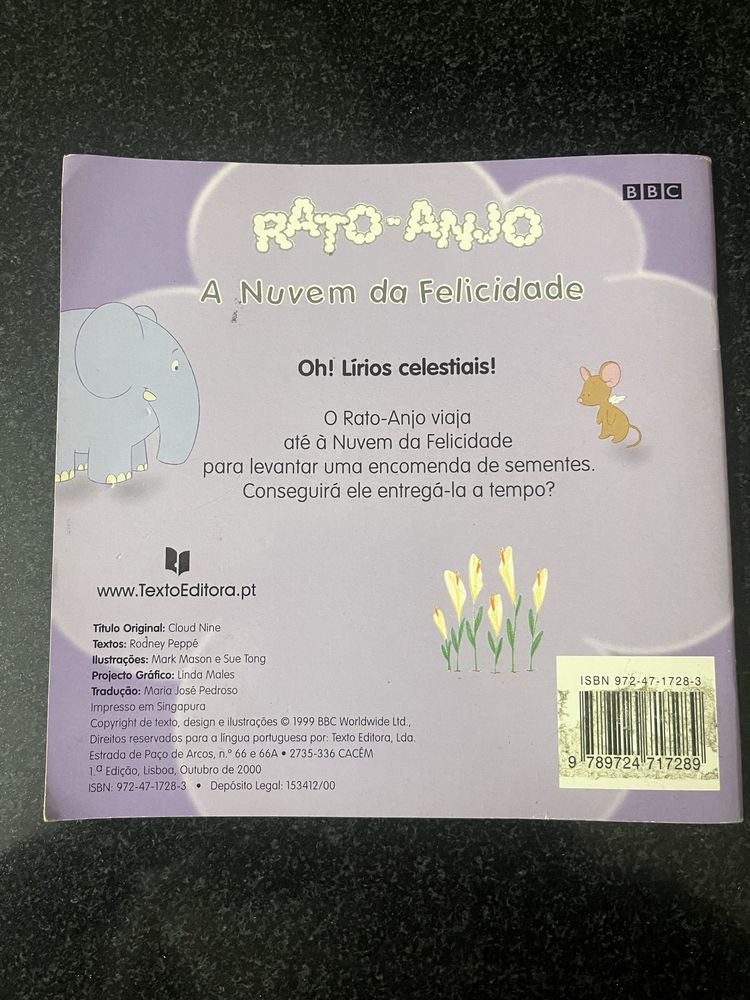 BBC
RATO-ANJO
A Nuvem da Felicidade
Oh! Lírios celestiais!
O Rato-Anjo viaja
até à Nuvem da Felicidade
para levantar uma encomenda de sementes.
Conseguirá ele entregá-la a tempo?
www.TextoEditora.pt
Título Original: Cloud Nine
Textos: Rodney Peppé
Ilustrações: Mark Mason e Sue Tong
Projecto Gráfico: Linda Males
Tradução: Maria José Pedroso
Impresso em Singapura
Copyright de texto, design e ilustrações © 1999 BBC Worldwide Ltd.,
Direitos reservados para a língua portuguesa por: Texto Editora, Lda.
Estrada de Paço de Arcos, n.º 66 e 66A • 2735-336 CACÉM
1.ª Edição, Lisboa, Outubro de 2000
ISBN: 972-47-1728-3 • Depósito Legal: 153412/00
ISBN 972-47-1728-3
9 789724 717289